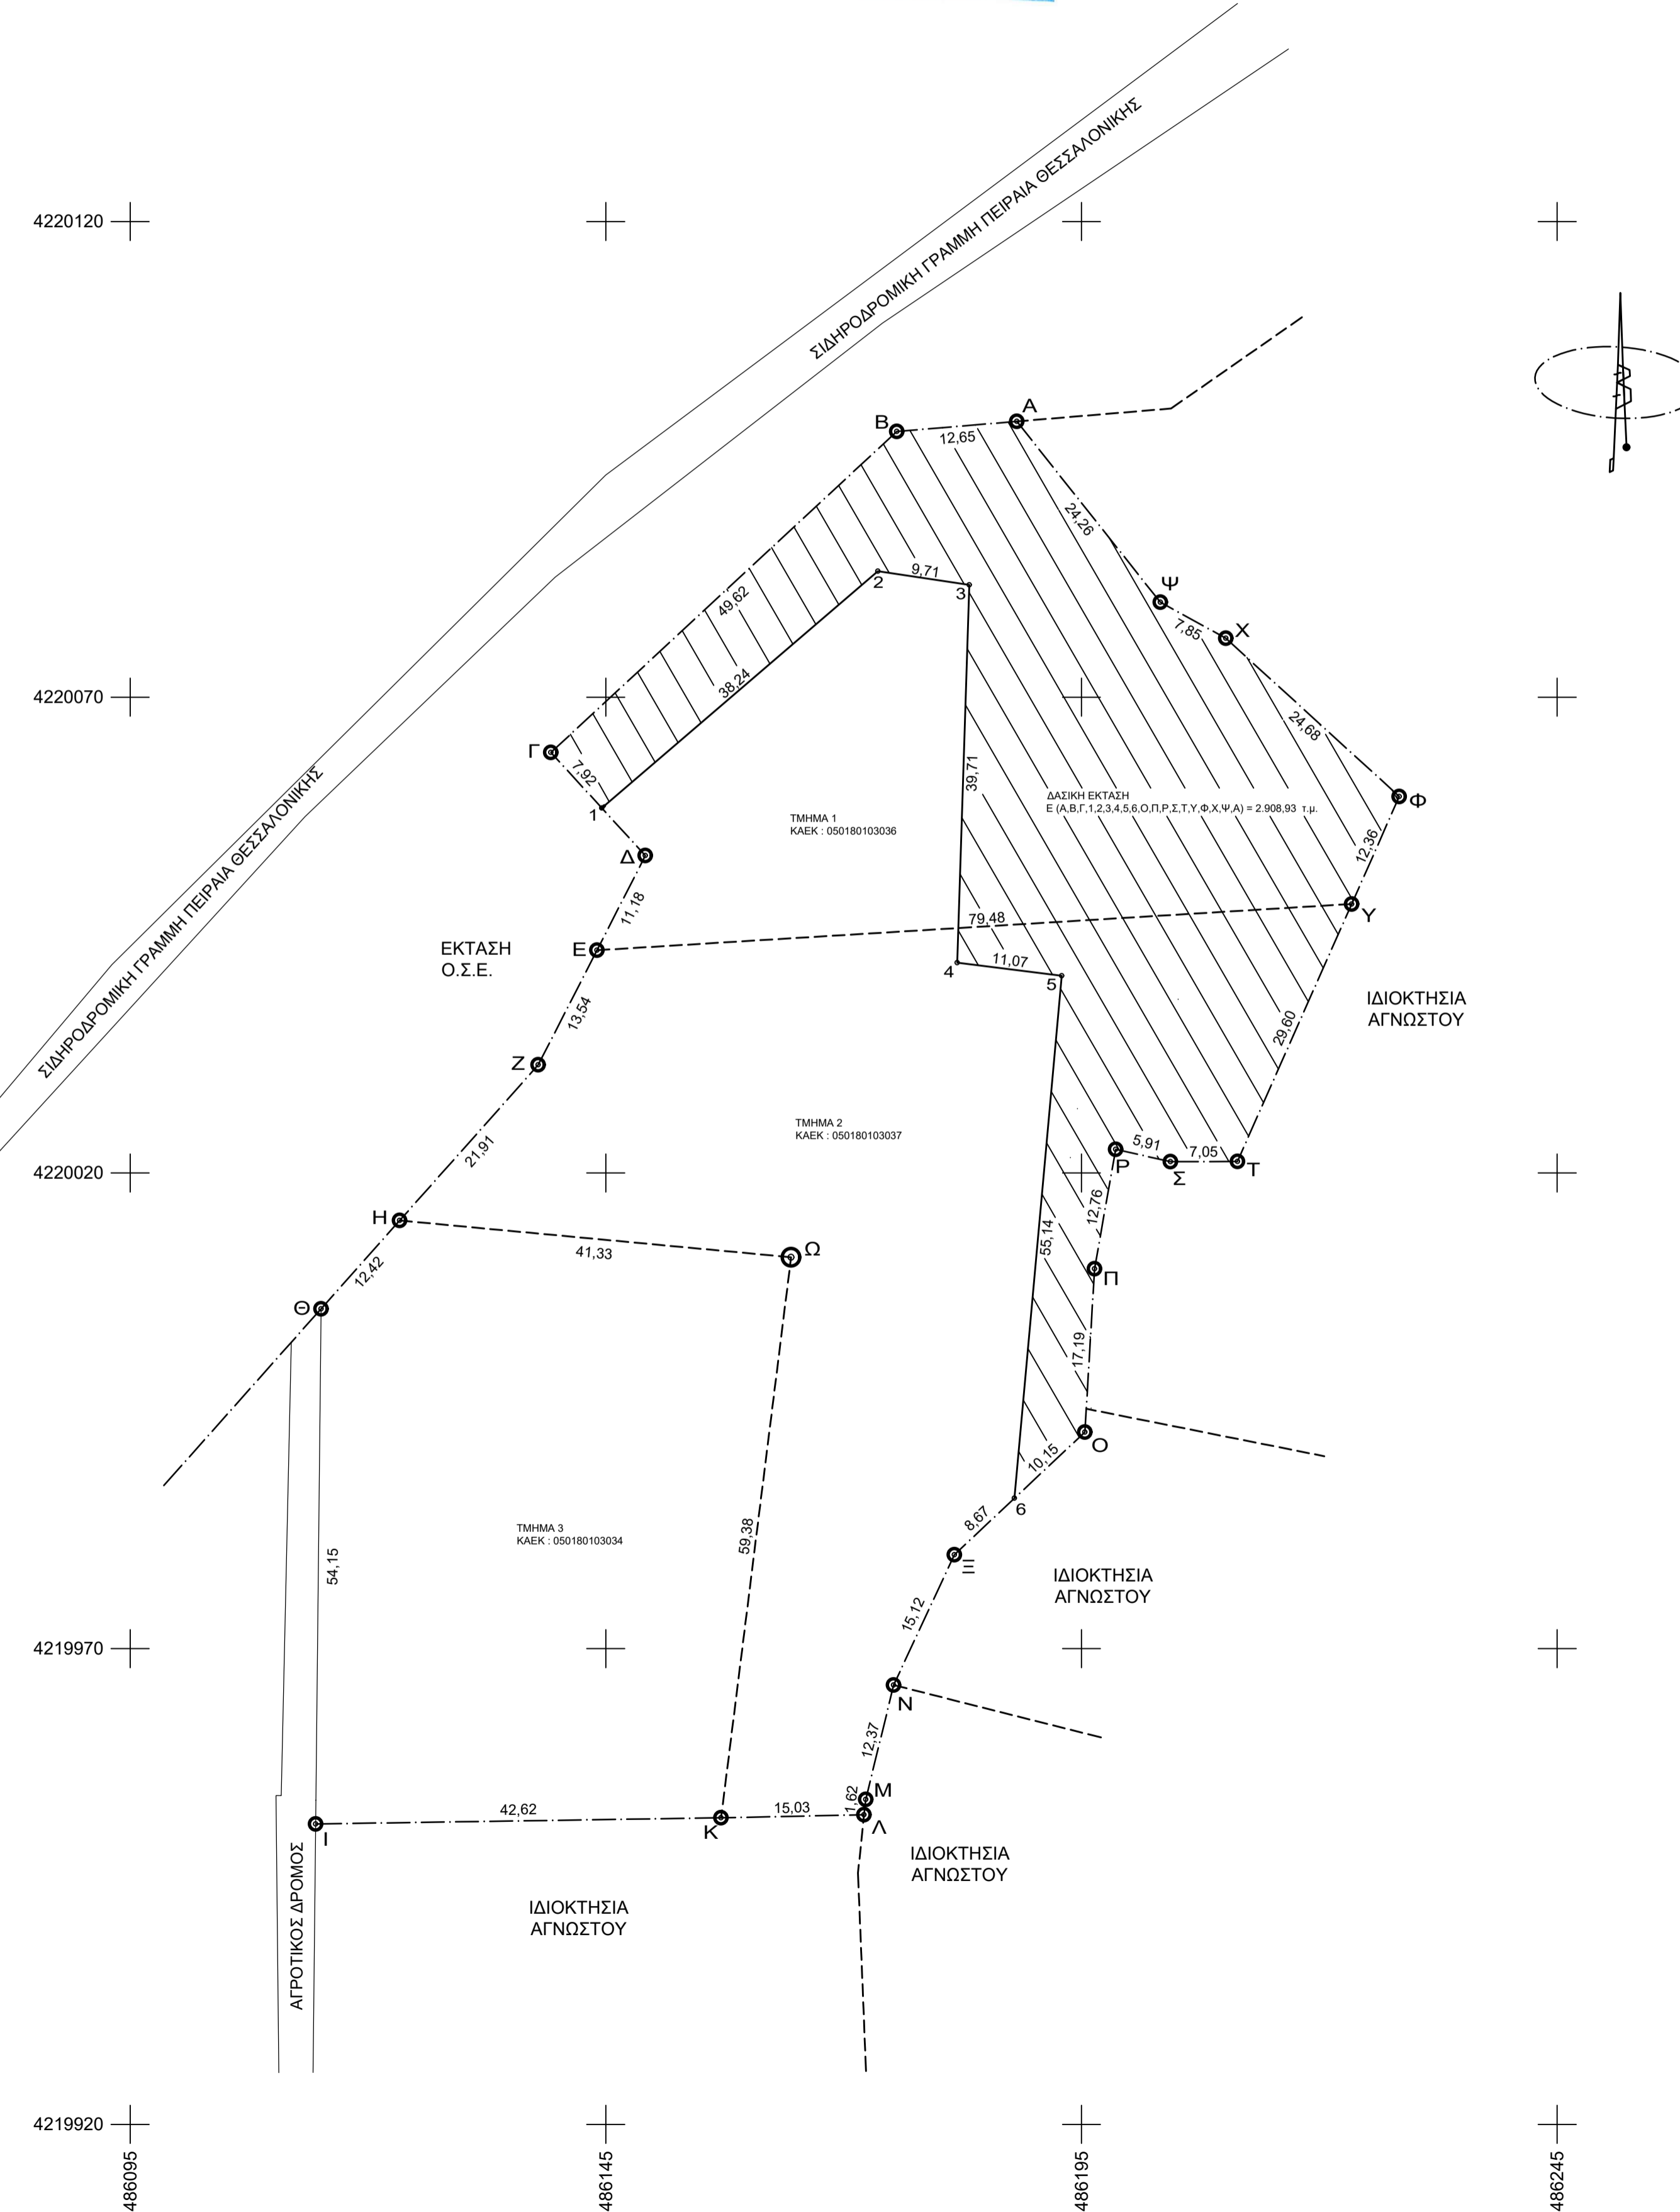 ΣΙΔΗΡΟΔΡΟΜΙΚΗ ΓΡΑΜΜΗ ΠΕΙΡΑΙΑ ΘΕΣΣΑΛΟΝΙΚΗΣ
4220120
Α
Β
12,65
24,26
Ψ
9,71
2
3
7,85
Χ
49,62
38,24
4220070
24,68
Γ
7,92
1
39,71
ΔΑΣΙΚΗ ΕΚΤΑΣΗ
Ε (Α,Β,Γ,1,2,3,4,5,6,Ο,Π,Ρ,Σ,Τ,Υ,Φ,Χ,Ψ,Α) = 2.908,93 τ.μ.
Φ
ΤΜΗΜΑ 1
ΚΑΕΚ : 050180103036
12,36
Δ
11,18
79,48
Υ
ΣΙΔΗΡΟΔΡΟΜΙΚΗ ΓΡΑΜΜΗ ΠΕΙΡΑΙΑ ΘΕΣΣΑΛΟΝΙΚΗΣ
ΕΚΤΑΣΗ
Ο.Σ.Ε.
Ε
4
11,07
5
ΙΔΙΟΚΤΗΣΙΑ
ΑΓΝΩΣΤΟΥ
13,54
29,60
Ζ
ΤΜΗΜΑ 2
ΚΑΕΚ : 050180103037
21,91
5,91
7,05
4220020
Ρ
Σ
Τ
12,76
Η
41,33
Ω
55,14
12,42
Π
Θ
17,19
Ο
10,15
6
8,67
ΤΜΗΜΑ 3
ΚΑΕΚ : 050180103034
59,38
54,15
Ξ
ΙΔΙΟΚΤΗΣΙΑ
ΑΓΝΩΣΤΟΥ
15,12
4219970
Ν
12,37
Μ
1,62
42,62
15,03
Ι
Κ
Λ
ΙΔΙΟΚΤΗΣΙΑ
ΑΓΝΩΣΤΟΥ
ΑΓΡΟΤΙΚΟΣ ΔΡΟΜΟΣ
ΙΔΙΟΚΤΗΣΙΑ
ΑΓΝΩΣΤΟΥ
4219920
486095
486145
486195
486245